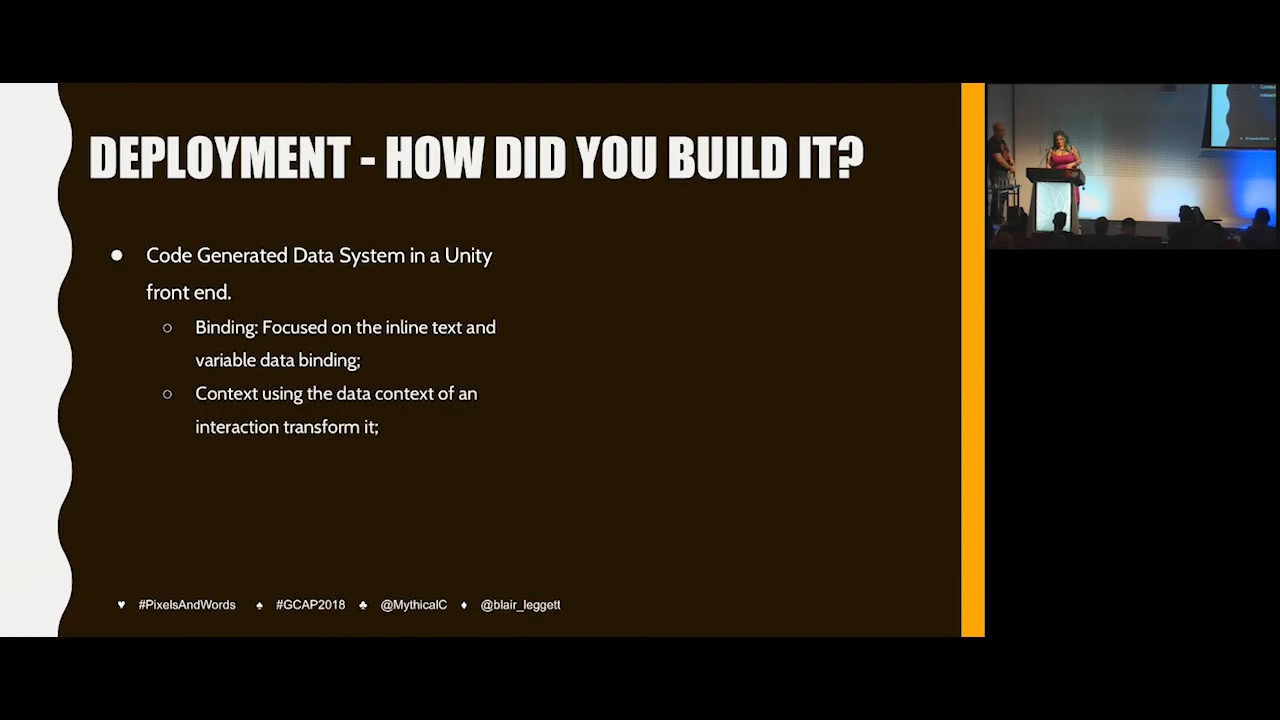 DEPLOYMENT - HOW DID YOU BUILD IT?
● Code Generated Data System in a Unity
front end.
○ Binding: Focused on the inline text and
variable data binding;
○ Context using the data context of an
interaction transform it;
♥ #PixelsAndWords ♠ #GCAP2018 ♣ @MythicalC ♦ @blair_leggett